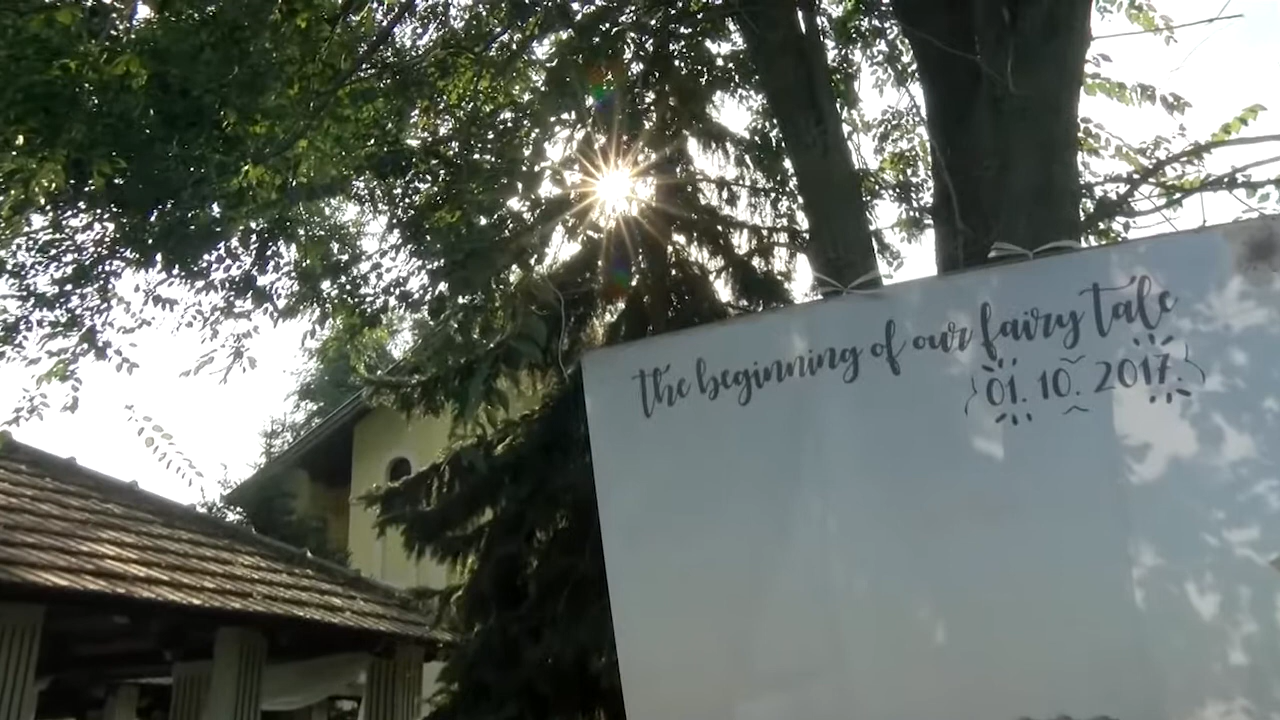 the beginning of our fairy tale
01. 10. 2017.